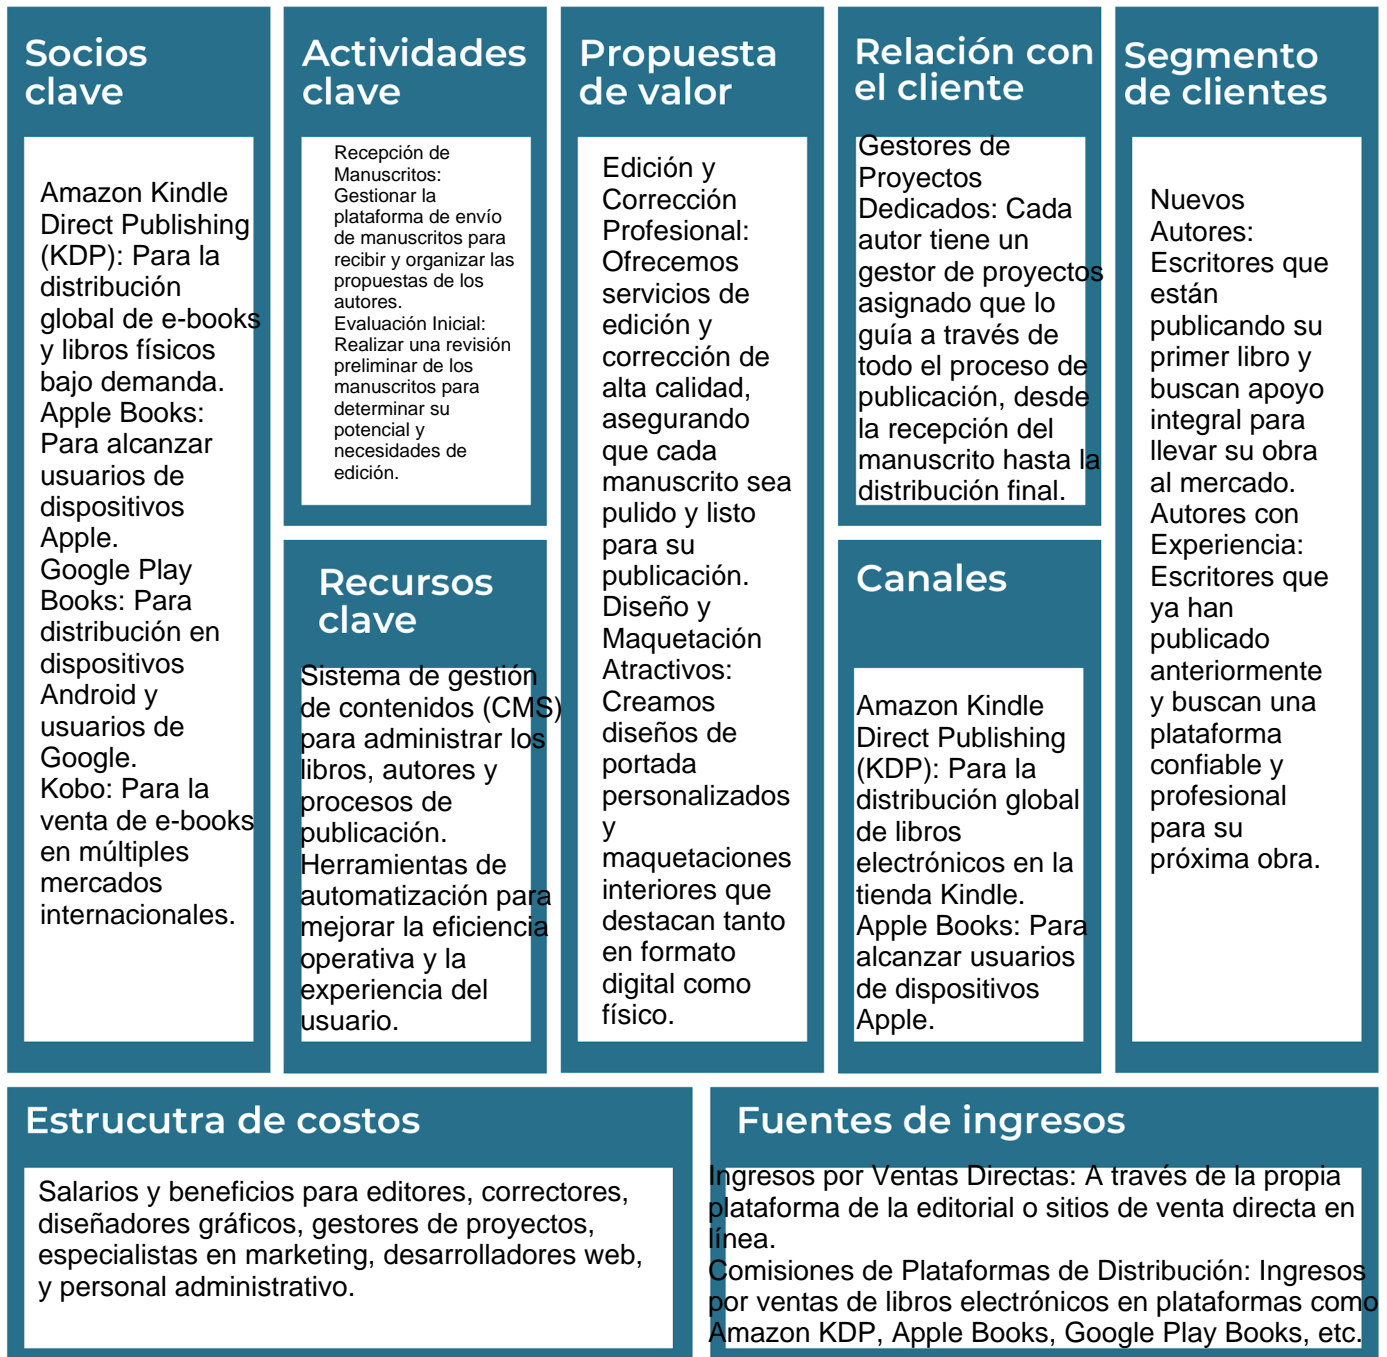 Socios
clave
Amazon Kindle
Direct Publishing
(KDP): Para la
distribución
global de e-books
y libros físicos
bajo demanda.
Apple Books:
Para alcanzar
usuarios de
dispositivos
Apple.
Google Play
Books: Para
distribución en
dispositivos
Android y
usuarios de
Google.
Kobo: Para la
venta de e-books
en múltiples
mercados
internacionales.
Actividades
clave
Recepción de
Manuscritos:
Gestionar la
plataforma de envío
de manuscritos para
recibir y organizar las
propuestas de los
autores.
Evaluación Inicial:
Realizar una revisión
preliminar de los
manuscritos para
determinar su
potencial y
necesidades de
edición.
Recursos
clave
Sistema de gestión
de contenidos (CMS)
para administrar los
libros, autores y
procesos de
publicación.
Herramientas de
automatización para
mejorar la eficiencia
operativa y la
experiencia del
usuario.
Propuesta
de valor
Edición y
Corrección
Profesional:
Ofrecemos
servicios de
edición y
corrección de
alta calidad,
asegurando
que cada
manuscrito sea
pulido y listo
para su
publicación.
Diseño y
Maquetación
Atractivos:
Creamos
diseños de
portada
personalizados
y
maquetaciones
interiores que
destacan tanto
en formato
digital como
físico.
Relación con
el cliente
Gestores de
Proyectos
Dedicados: Cada
autor tiene un
gestor de proyectos
asignado que lo
guía a través de
todo el proceso de
publicación, desde
la recepción del
manuscrito hasta la
distribución final.
Canales
Amazon Kindle
Direct Publishing
(KDP): Para la
distribución global
de libros
electrónicos en la
tienda Kindle.
Apple Books: Para
alcanzar usuarios
de dispositivos
Apple.
Segmento
de clientes
Nuevos
Autores:
Escritores que
están
publicando su
primer libro y
buscan apoyo
integral para
llevar su obra
al mercado.
Autores con
Experiencia:
Escritores que
ya han
publicado
anteriormente
y buscan una
plataforma
confiable y
profesional
para su
próxima obra.
Estrucutra de costos
Salarios y beneficios para editores, correctores,
diseñadores gráficos, gestores de proyectos,
especialistas en marketing, desarrolladores web,
y personal administrativo.
Fuentes de ingresos
Ingresos por Ventas Directas: A través de la propia
plataforma de la editorial o sitios de venta directa en
línea.
Comisiones de Plataformas de Distribución: Ingresos
por ventas de libros electrónicos en plataformas como
Amazon KDP, Apple Books, Google Play Books, etc.